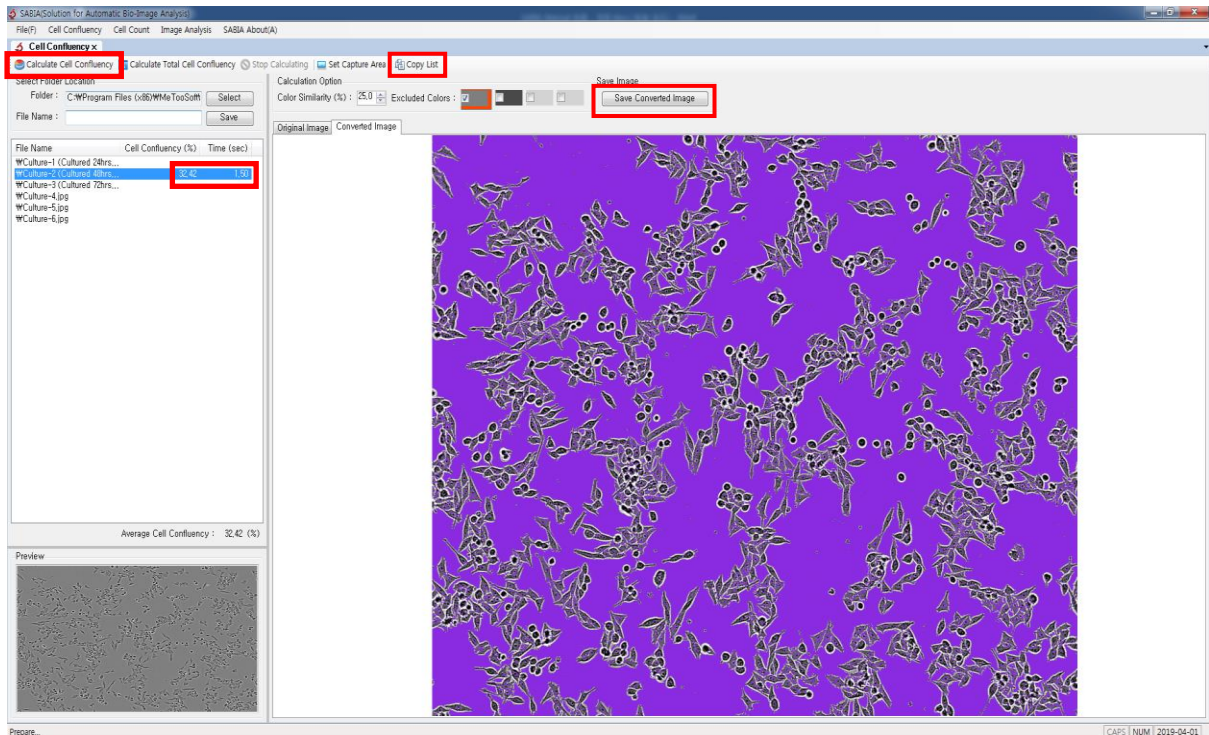 SABIA(Solution for Automatic Bio-Image Analysis)
File(F) Cell Confluency Cell Count Image Analysis SABIA About(A)
Cell Confluency x
Calculate Cell Confluency Calculate Total Cell Confluency Stop Calculating Set Capture Area Copy List
Select Folder Location
Folder : C:₩Program Files (x86)₩MeTooSoft Select
File Name : Save
Calculation Option
Color Similarity (%) : 25,0 Excluded Colors :
Save Image
Save Converted Image
Original Image Converted Image
File Name Cell Confluency (%) Time (sec)
₩Culture-1 (Cultured 24hrs...
₩Culture-2 (Cultured 48hrs... 32,42 1,50
₩Culture-3 (Cultured 72hrs...
₩Culture-4.jpg
₩Culture-5.jpg
₩Culture-6.jpg
Average Cell Confluency : 32,42 (%)
Preview
Prepare...
CAPS NUM 2019-04-01